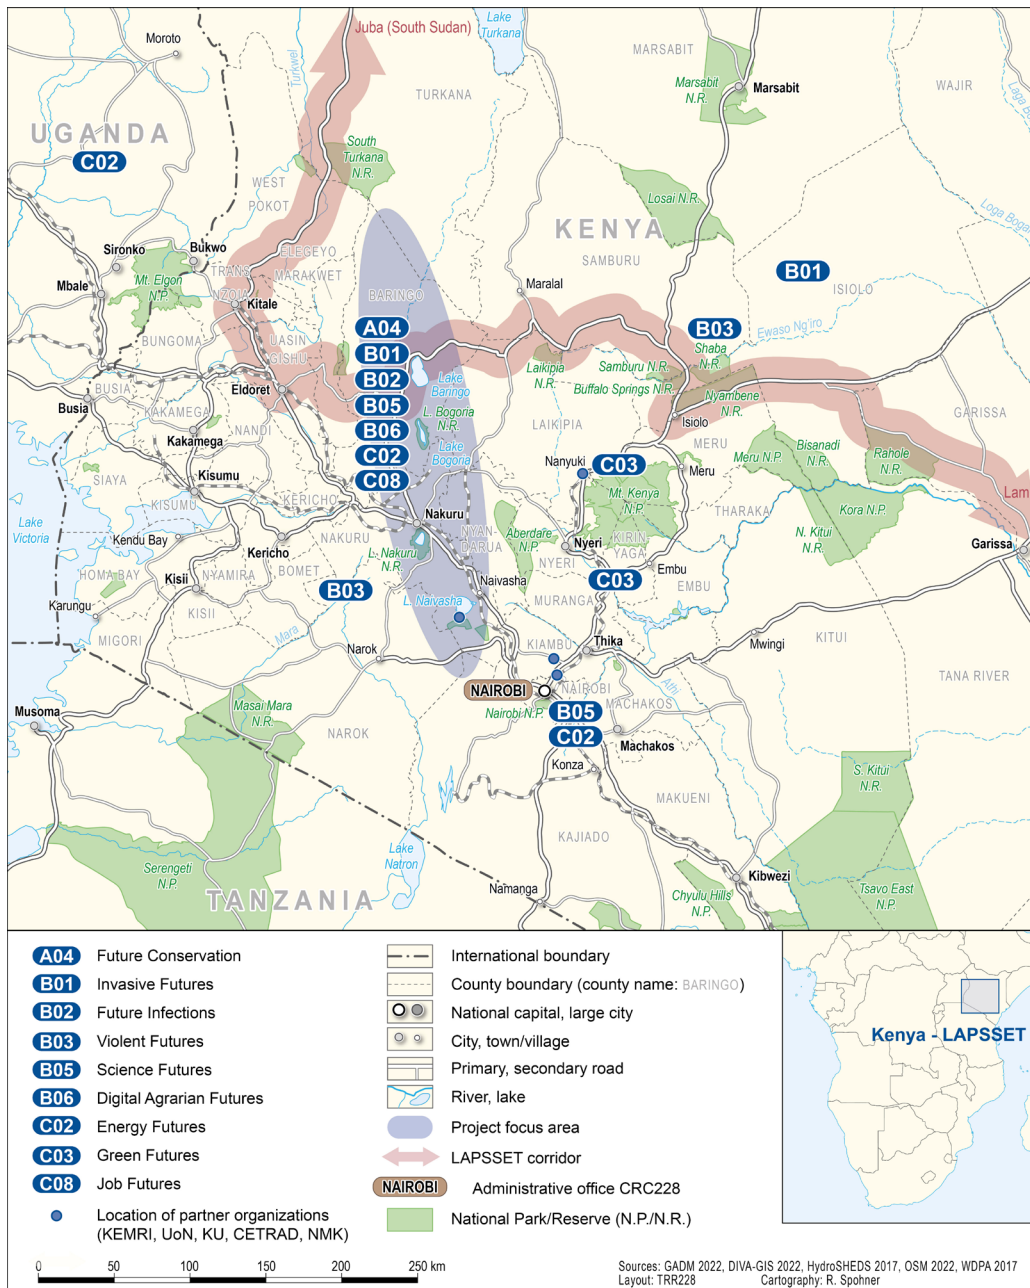 Juba (South Sudan)
Lake
Turkana
Moroto
Turkwel
MARSABIT
Marsabit
N.R.
Marsabit
WAJIR
TURKANA
UGANDA
C02
South
Turkana
N.R.
WEST
POKOT
Losai N.R.
KENYA
SAMBURU
Sironko
Bukwo
Mt. Elgon
N.P.
Mbale
TRANS
NZOIA
ELEGEYO
MARAKWET
Kitale
BARINGO
Maralal
B01
ISIOLO
BUNGOMA
UASIN
GISHU
A04
B01
B02
B05
B06
C02
C08
B03
Ewaso Ng'iro
Shaba
N.R.
Samburu N.R.
Buffalo Springs N.R.
Laikipia
N.R.
Nyambene
N.R.
Lake
Baringo
L. Bogoria
N.R.
Lake
Bogoria
BUSIA
Busia
Eldoret
KAKAMEGA
Kakamega
NANDI
LAIKIPIA
Isiolo
GARISSA
MERU
Meru
Meru N.P.
Bisanadi
N.R.
Rahole
N.R.
Lam
SIAYA
Kisumu
KISUMU
KERICHO
Nanyuki
C03
Mt. Kenya
N.P.
Kora N.P.
THARAKA
N. Kitui
N.R.
Lake
Victoria
Kendu Bay
Kericho
NAKURU
Nakuru
L. Nakuru
N.R.
NYAN-
DARUA
Aberdare
N.P.
Nyeri
NYERI
KIRIN
YAGA
Embu
EMBU
Garissa
HOMA BAY
NYAMIRA
BOMET
Kisii
KISII
Karungu
MIGORI
B03
Naivasha
L. Naivasha
C03
MURANGA
Mara
Narok
KIAMBU
Thika
Mwingi
KITUI
TANA RIVER
NAIROBI
NAIROBI
Nairobi N.P.
Athi
B05
C02
MACHAKOS
Machakos
Konza
Musoma
Masai Mara
N.R.
NAROK
S. Kitui
N.R.
MAKUENI
KAJIADO
Lake
Natron
Serengeti
N.P.
TANZANIA
Namanga
Chyulu Hills
N.P.
Kibwezi
Tsavo East
N.P.
A04 Future Conservation
B01 Invasive Futures
B02 Future Infections
B03 Violent Futures
B05 Science Futures
B06 Digital Agrarian Futures
C02 Energy Futures
C03 Green Futures
C08 Job Futures
Location of partner organizations
(KEMRI, UoN, KU, CETRAD, NMK)
International boundary
County boundary (county name: BARINGO)
National capital, large city
City, town/village
Primary, secondary road
River, lake
Project focus area
LAPSSET corridor
NAIROBI Administrative office CRC228
National Park/Reserve (N.P./N.R.)
Kenya - LAPSSET
0 50 100 150 200 250 km
Sources: GADM 2022, DIVA-GIS 2022, HydroSHEDS 2017, OSM 2022, WDPA 2017
Layout: TRR228 Cartography: R. Spohner